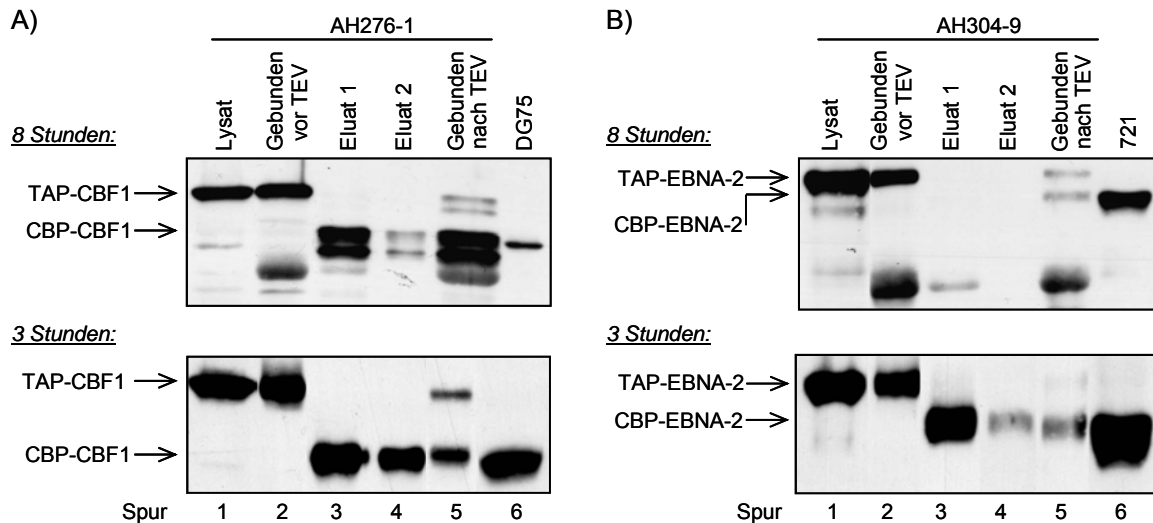 A)
AH276-1
Lysat
Gebunden vor TEV
Eluat 1
Eluat 2
Gebunden nach TEV
DG75
8 Stunden:
TAP-CBF1
CBP-CBF1
3 Stunden:
TAP-CBF1
CBP-CBF1
Spur 1 2 3 4 5 6
B)
AH304-9
Lysat
Gebunden vor TEV
Eluat 1
Eluat 2
Gebunden nach TEV
721
8 Stunden:
TAP-EBNA-2
CBP-EBNA-2
3 Stunden:
TAP-EBNA-2
CBP-EBNA-2
Spur 1 2 3 4 5 6